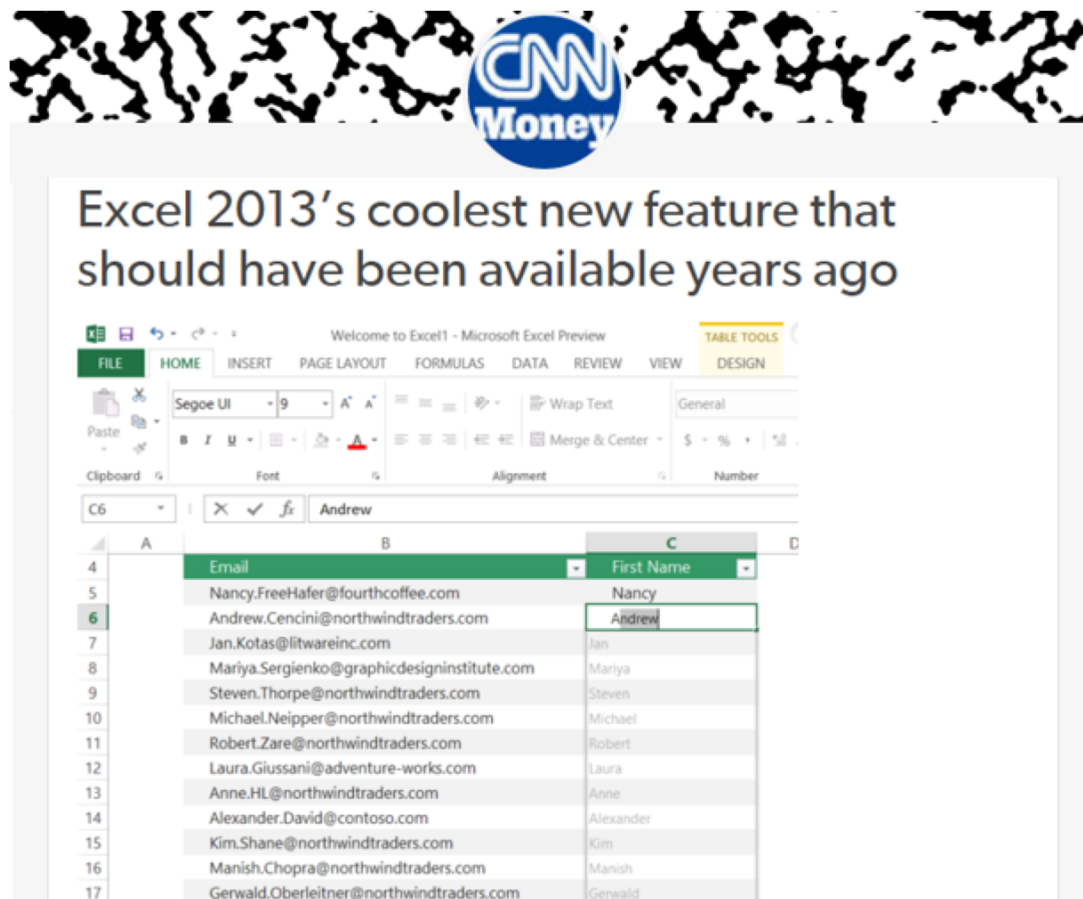 CNN
Money
Excel 2013's coolest new feature that
should have been available years ago
Welcome to Excel1 - Microsoft Excel Preview
TABLE TOOLS
FILE HOME INSERT PAGE LAYOUT FORMULAS DATA REVIEW VIEW DESIGN
Segoe UI 9 A A Wrap Text General
Paste
B I U A Merge & Center $ % ,
Clipboard Font Alignment Number
C6 fx Andrew
A B C D
4 Email First Name
5 Nancy.FreeHafer@fourthcoffee.com Nancy
6 Andrew.Cencini@northwindtraders.com Andrew
7 Jan.Kotas@litwareinc.com Jan
8 Mariya.Sergienko@graphicdesigninstitute.com Mariya
9 Steven.Thorpe@northwindtraders.com Steven
10 Michael.Neipper@northwindtraders.com Michael
11 Robert.Zare@northwindtraders.com Robert
12 Laura.Giussani@adventure-works.com Laura
13 Anne.HL@northwindtraders.com Anne
14 Alexander.David@contoso.com Alexander
15 Kim.Shane@northwindtraders.com Kim
16 Manish.Chopra@northwindtraders.com Manish
17 Gerwald.Oberleitner@northwindtraders.com Gerwald